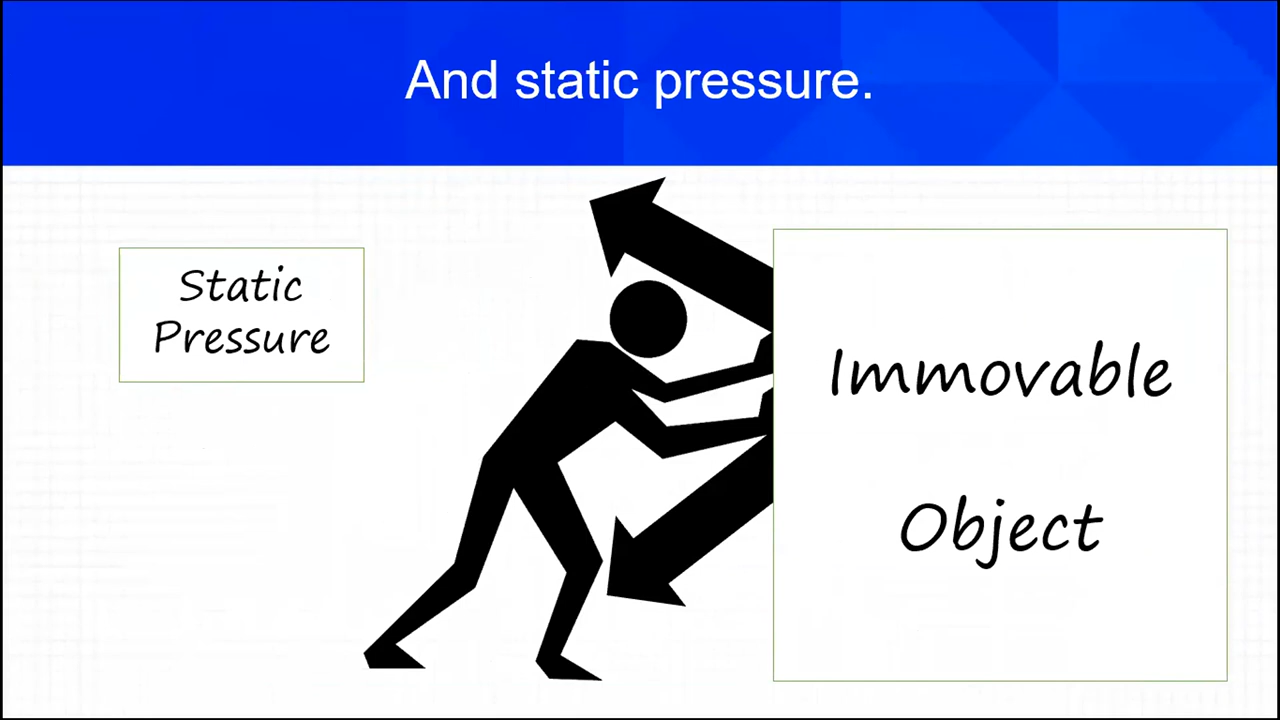 And static pressure.
Static
Pressure
Immovable
Object